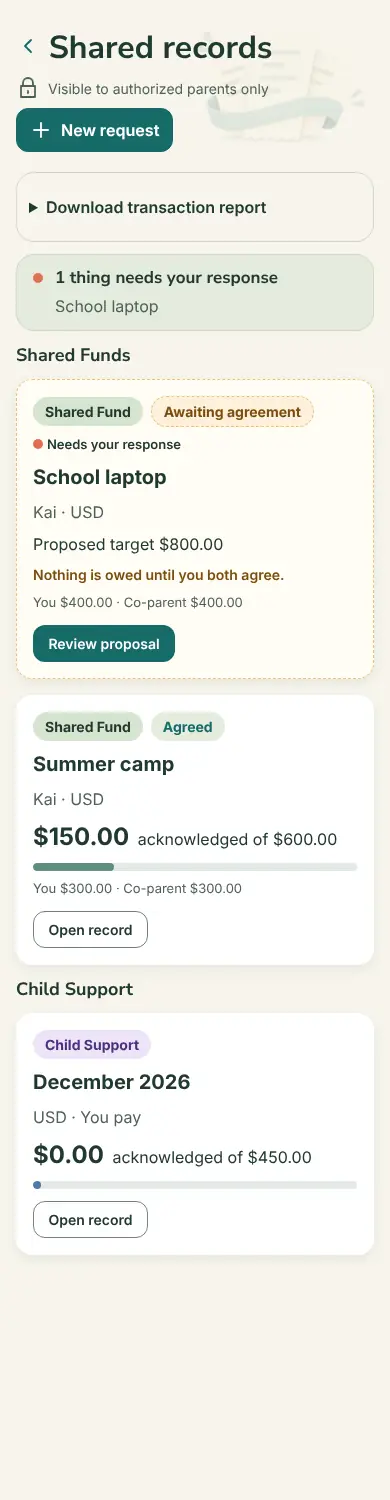 Shared records
Visible to authorized parents only
New request
Download transaction report
1 thing needs your response
School laptop
Shared Funds
Shared Fund Awaiting agreement
Needs your response
School laptop
Kai · USD
Proposed target $800.00
Nothing is owed until you both agree.
You $400.00 · Co-parent $400.00
Review proposal
Shared Fund Agreed
Summer camp
Kai · USD
$150.00 acknowledged of $600.00
You $300.00 · Co-parent $300.00
Open record
Child Support
Child Support
December 2026
USD · You pay
$0.00 acknowledged of $450.00
Open record